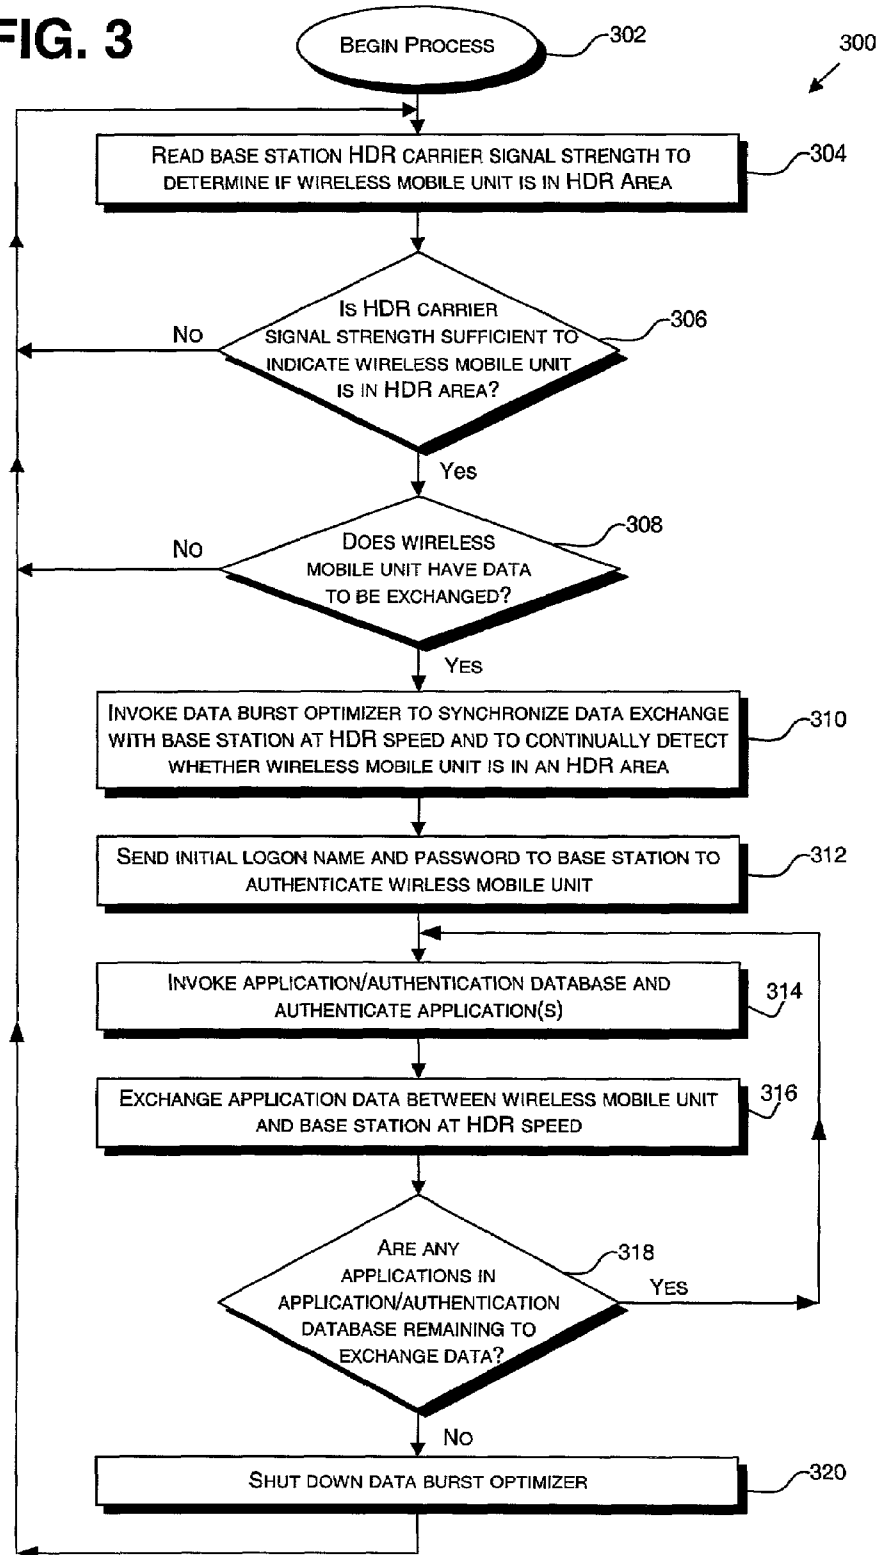 FIG. 3
BEGIN PROCESS
302
300
READ BASE STATION HDR CARRIER SIGNAL STRENGTH TO
DETERMINE IF WIRELESS MOBILE UNIT IS IN HDR AREA
304
IS HDR CARRIER
SIGNAL STRENGTH SUFFICIENT TO
INDICATE WIRELESS MOBILE UNIT
IS IN HDR AREA?
306
No
Yes
DOES WIRELESS
MOBILE UNIT HAVE DATA
TO BE EXCHANGED?
308
No
YES
INVOKE DATA BURST OPTIMIZER TO SYNCHRONIZE DATA EXCHANGE
WITH BASE STATION AT HDR SPEED AND TO CONTINUALLY DETECT
WHETHER WIRELESS MOBILE UNIT IS IN AN HDR AREA
310
SEND INITIAL LOGON NAME AND PASSWORD TO BASE STATION TO
AUTHENTICATE WIRLESS MOBILE UNIT
312
INVOKE APPLICATION/AUTHENTICATION DATABASE AND
AUTHENTICATE APPLICATION(S)
314
EXCHANGE APPLICATION DATA BETWEEN WIRELESS MOBILE UNIT
AND BASE STATION AT HDR SPEED
316
ARE ANY
APPLICATIONS IN
APPLICATION/AUTHENTICATION
DATABASE REMAINING TO
EXCHANGE DATA?
318
YES
NO
SHUT DOWN DATA BURST OPTIMIZER
320